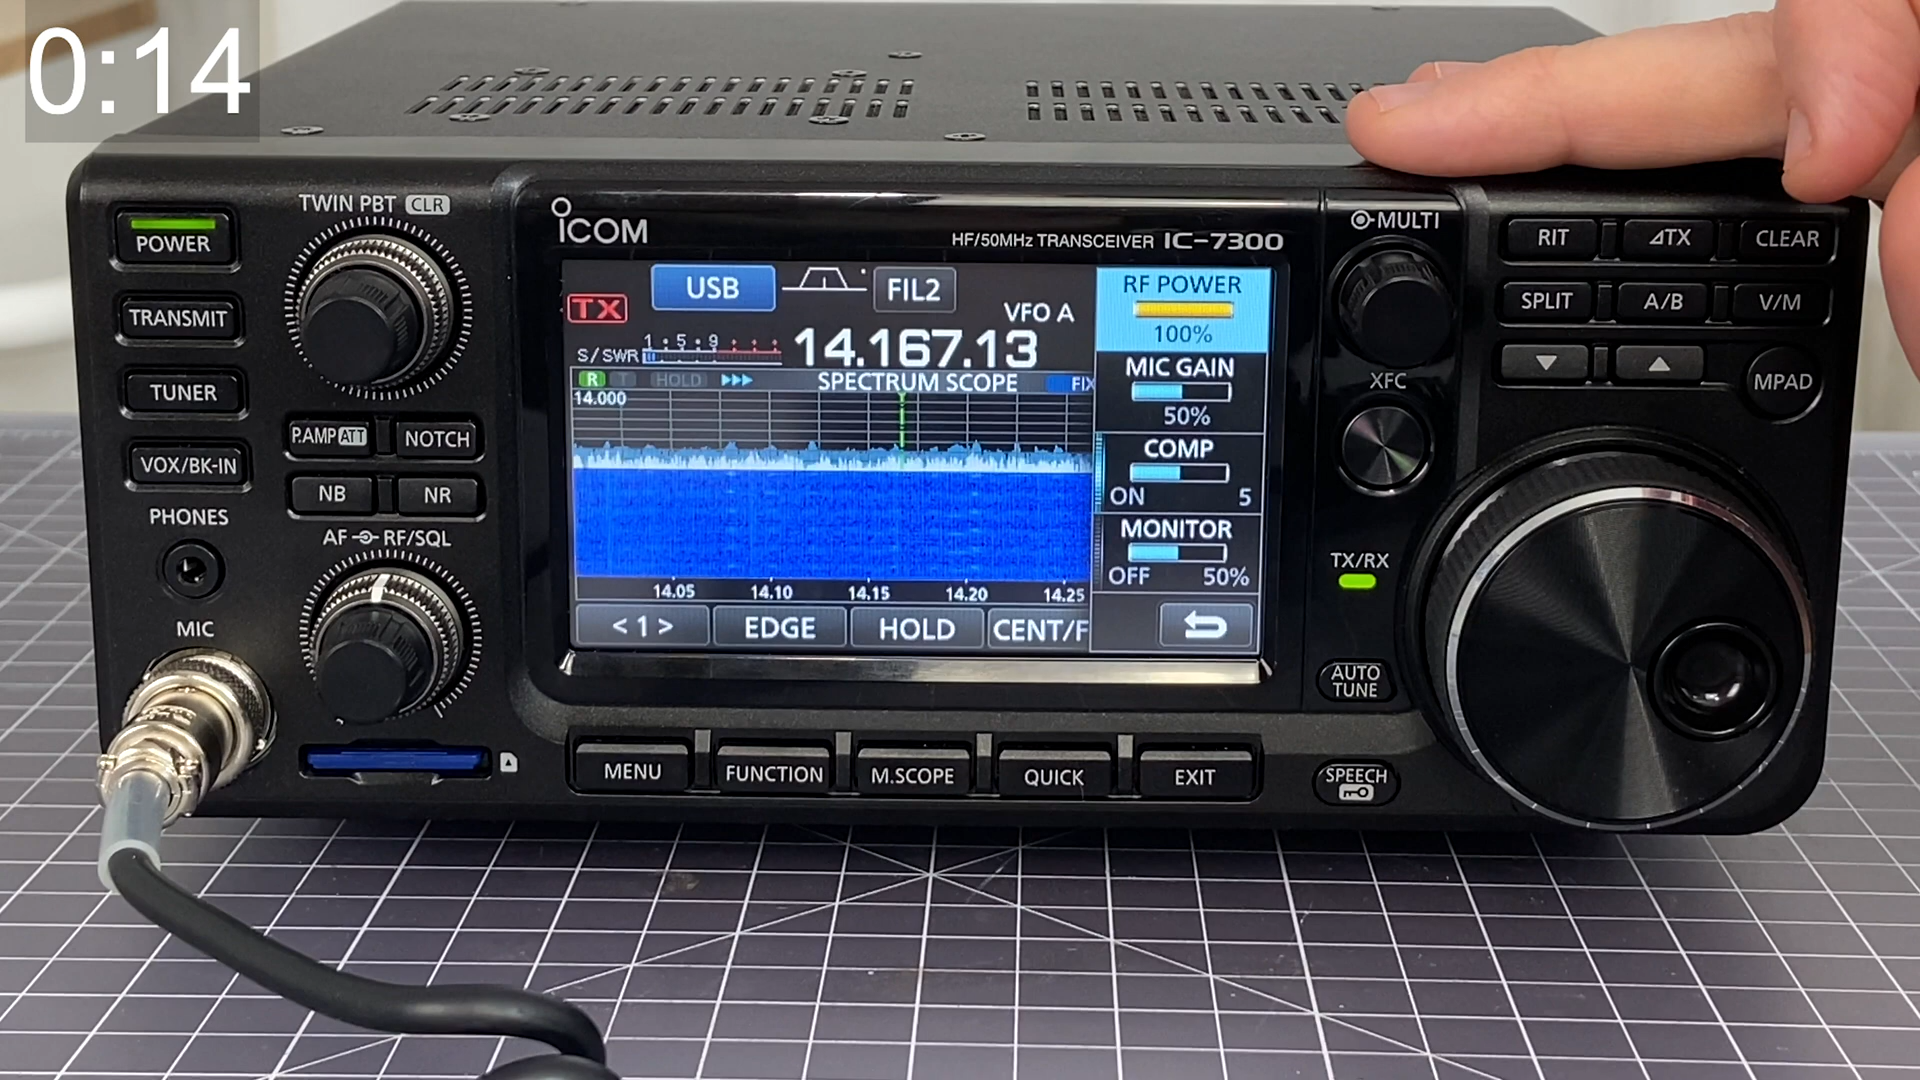 0:14
TWIN PBT CLR
POWER
TRANSMIT
TUNER
VOX/BK-IN
P.AMP ATT
NOTCH
NB
NR
PHONES
AF RF/SQL
MIC
ICOM
HF/50MHz TRANSCEIVER IC-7300
USB
FIL2
TX
VFO A
S/SWR
1 5 9
14.167.13
R T HOLD
SPECTRUM SCOPE
FIX
14.000
14.05 14.10 14.15 14.20 14.25
<1>
EDGE
HOLD
CENT/F
RF POWER
100%
MIC GAIN
50%
COMP
ON 5
MONITOR
OFF 50%
MENU
FUNCTION
M.SCOPE
QUICK
EXIT
MULTI
XFC
TX/RX
AUTO
TUNE
SPEECH
RIT
⊿TX
CLEAR
SPLIT
A/B
V/M
MPAD